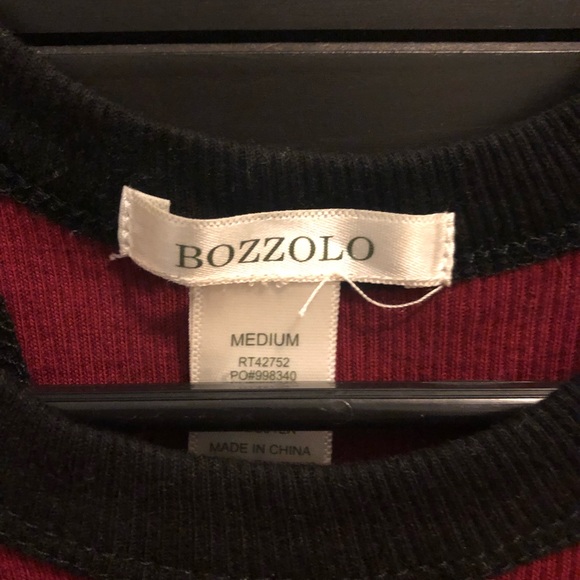 BOZZOLO
MEDIUM
RT42752
PO#998340
MADE IN CHINA